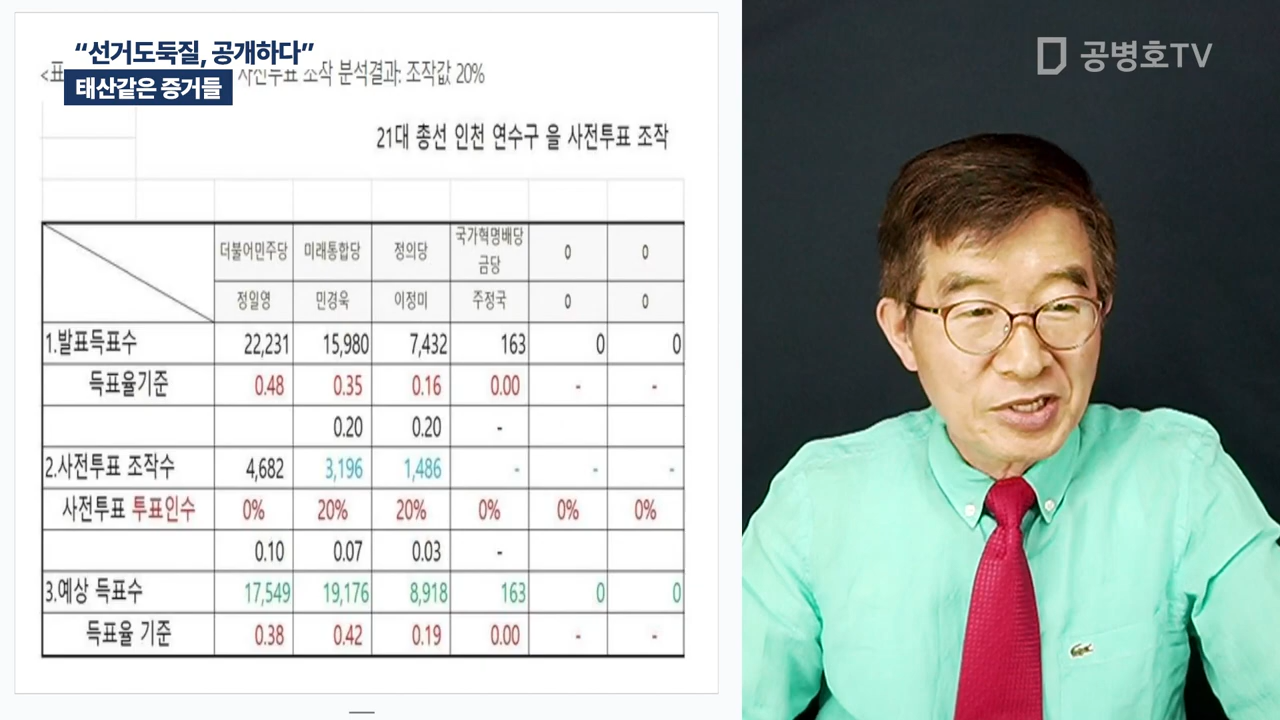 “선거도둑질, 공개하다”
태산같은 증거들
<표
사전투표 조작 분석결과: 조작값 20%
공병호TV
21대 총선 인천 연수구 을 사전투표 조작
더불어민주당 미래통합당 정의당 국가혁명배당금당 0 0
정일영 민경욱 이정미 주정국 0 0
1.발표득표수 22,231 15,980 7,432 163 0 0
득표율기준 0.48 0.35 0.16 0.00 - -
0.20 0.20 -
2.사전투표 조작수 4,682 3,196 1,486 - - -
사전투표 투표인수 0% 20% 20% 0% 0% 0%
0.10 0.07 0.03 -
3.예상 득표수 17,549 19,176 8,918 163 0 0
득표율 기준 0.38 0.42 0.19 0.00 - -